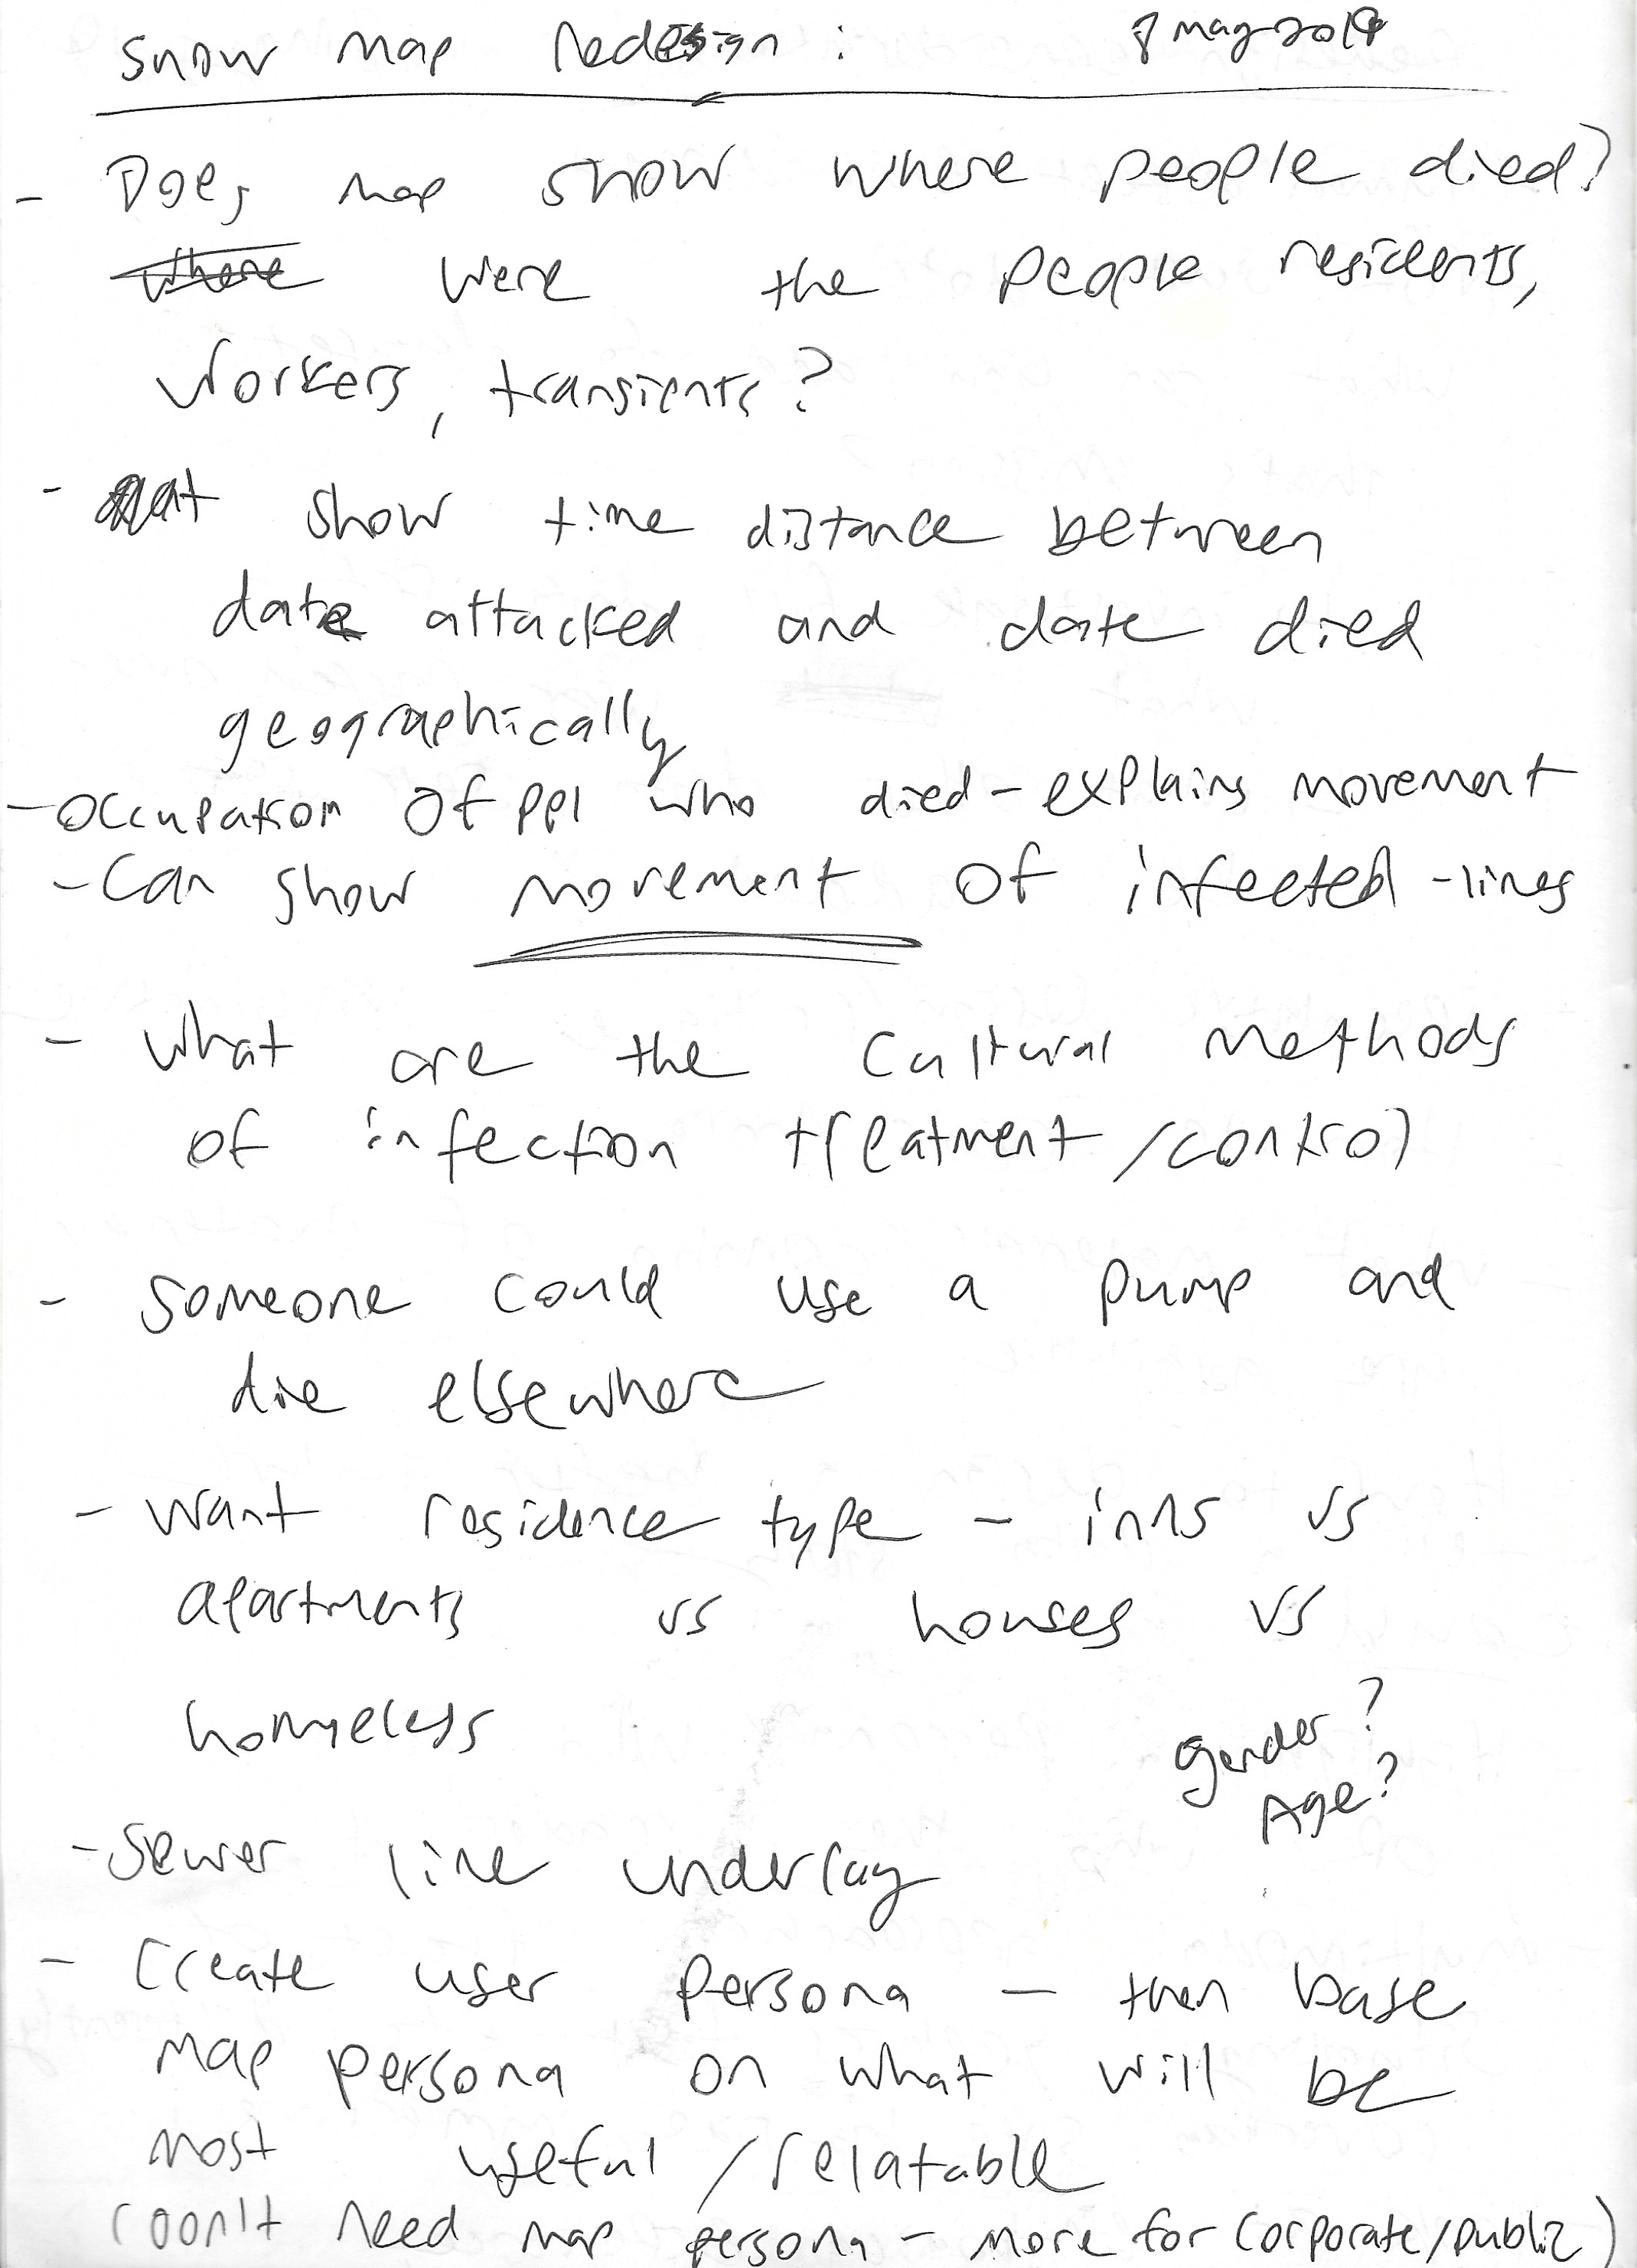 Snow Map Redesign : 8 May 2019
- Does map show where people died?
where were the people residents,
workers, transients?
- show time distance between
date attacked and date died
geographically
- occupation of ppl who died - explains movement
- Can show movement of infected - lines
- what are the cultural methods
of infection treatment / control
- Someone could use a pump and
die elsewhere
- Want residence type - inns vs
apartments vs houses vs
homeless
Gender?
Age?
- Sewer line underlay
- Create user persona - then base
map persona on what will be
most useful / relatable
(don't need map persona - more for corporate/public)